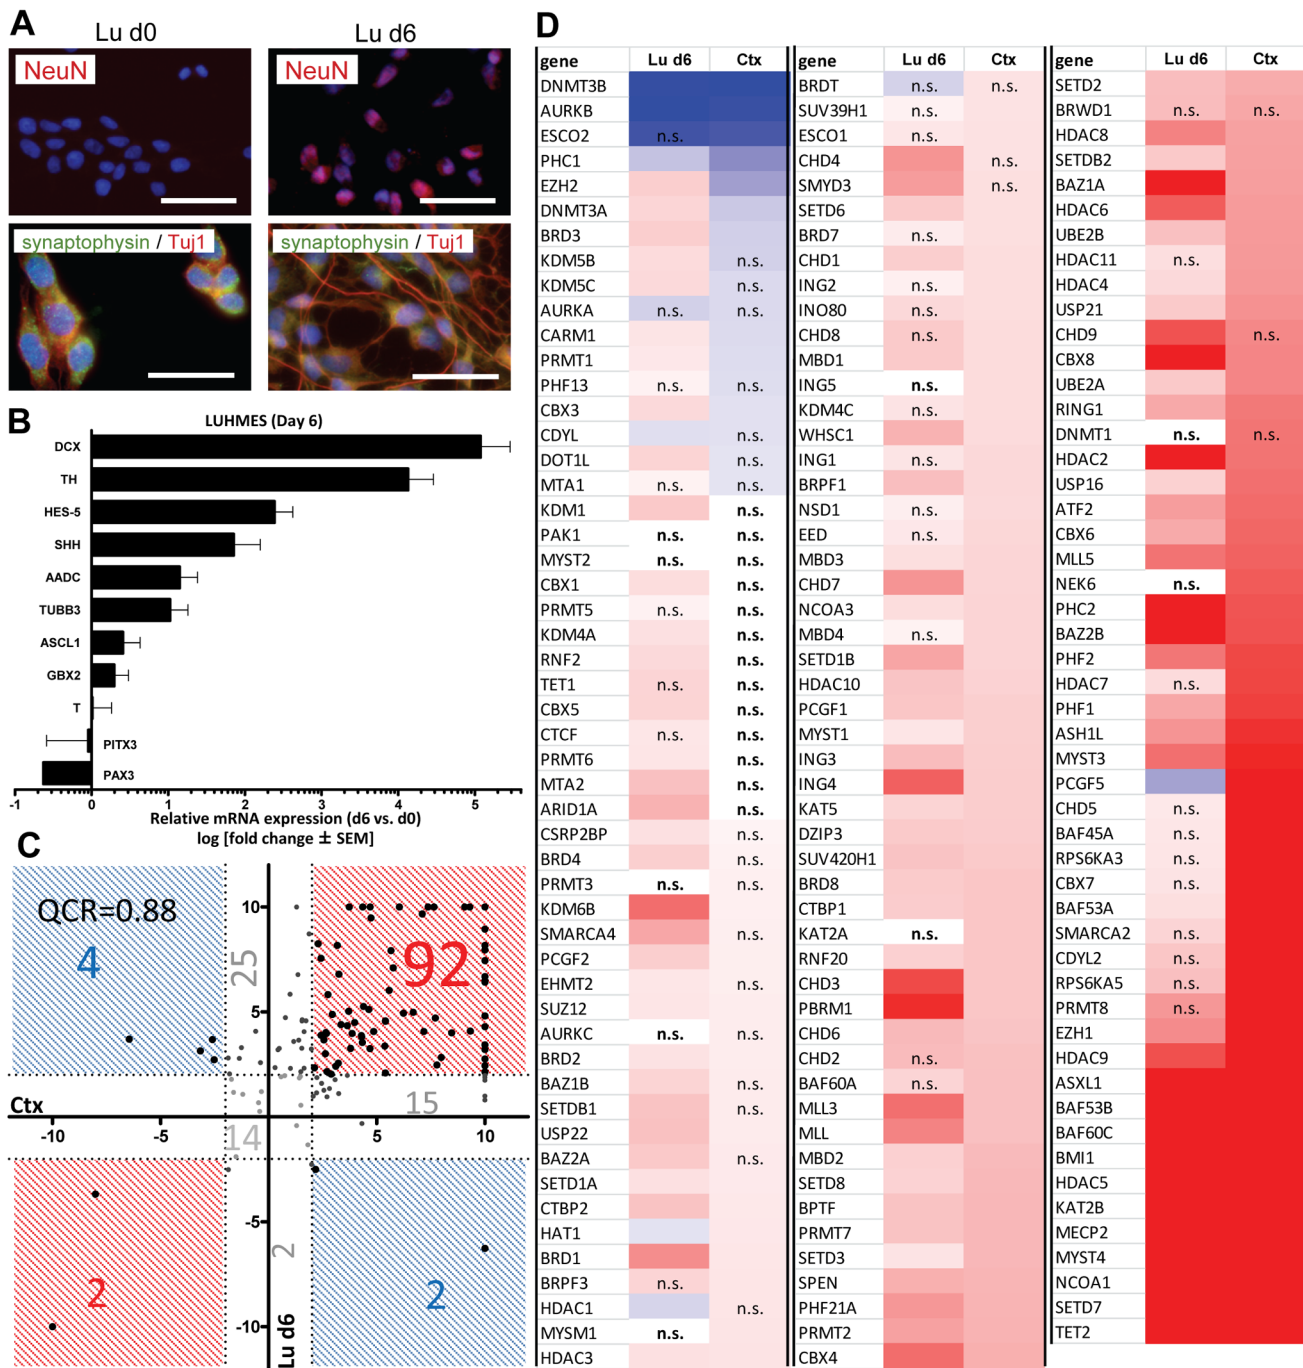 A
Lu d0
Lu d6
NeuN
NeuN
synaptophysin / Tuj1
synaptophysin / Tuj1
B
LUHMES (Day 6)
DCX
TH
HES-5
SHH
AADC
TUBB3
ASCL1
GBX2
T
PITX3
PAX3
-1 0 1 2 3 4 5
Relative mRNA expression (d6 vs. d0)
log [fold change ± SEM]
C
QCR=0.88
4
25
92
10
5
Ctx
-10 -5 5 10
15
14
-5
2
2
2
-10
Lu d6
D
gene Lu d6 Ctx
DNMT3B
AURKB
ESCO2 n.s.
PHC1
EZH2
DNMT3A
BRD3
KDM5B n.s.
KDM5C n.s.
AURKA n.s. n.s.
CARM1
PRMT1
PHF13 n.s. n.s.
CBX3
CDYL n.s.
DOT1L n.s.
MTA1 n.s. n.s.
KDM1 n.s.
PAK1 n.s. n.s.
MYST2 n.s. n.s.
CBX1 n.s.
PRMT5 n.s. n.s.
KDM4A n.s.
RNF2 n.s.
TET1 n.s. n.s.
CBX5 n.s.
CTCF n.s. n.s.
PRMT6 n.s.
MTA2 n.s.
ARID1A n.s.
CSRP2BP n.s.
BRD4 n.s.
PRMT3 n.s. n.s.
KDM6B
SMARCA4 n.s.
PCGF2
EHMT2 n.s.
SUZ12
AURKC n.s. n.s.
BRD2
BAZ1B n.s.
SETDB1 n.s.
USP22
BAZ2A n.s.
SETD1A
CTBP2
HAT1
BRD1
BRPF3 n.s.
HDAC1 n.s.
MYSM1 n.s.
HDAC3
gene Lu d6 Ctx
BRDT n.s. n.s.
SUV39H1 n.s.
ESCO1 n.s.
CHD4 n.s.
SMYD3 n.s.
SETD6
BRD7 n.s.
CHD1
ING2 n.s.
INO80 n.s.
CHD8 n.s.
MBD1
ING5 n.s.
KDM4C n.s.
WHSC1
ING1 n.s.
BRPF1
NSD1 n.s.
EED n.s.
MBD3
CHD7
NCOA3
MBD4 n.s.
SETD1B
HDAC10
PCGF1
MYST1
ING3
ING4
KAT5
DZIP3
SUV420H1
BRD8
CTBP1
KAT2A n.s.
RNF20
CHD3
PBRM1
CHD6
CHD2 n.s.
BAF60A n.s.
MLL3
MLL
MBD2
SETD8
BPTF
PRMT7
SETD3
SPEN
PHF21A
PRMT2
CBX4
gene Lu d6 Ctx
SETD2
BRWD1 n.s. n.s.
HDAC8
SETDB2
BAZ1A
HDAC6
UBE2B
HDAC11 n.s.
HDAC4
USP21
CHD9 n.s.
CBX8
UBE2A
RING1
DNMT1 n.s. n.s.
HDAC2
USP16
ATF2
CBX6
MLL5
NEK6 n.s.
PHC2
BAZ2B
PHF2
HDAC7 n.s.
PHF1
ASH1L
MYST3
PCGF5
CHD5 n.s.
BAF45A n.s.
RPS6KA3 n.s.
CBX7 n.s.
BAF53A
SMARCA2 n.s.
CDYL2 n.s.
RPS6KA5 n.s.
PRMT8 n.s.
EZH1
HDAC9
ASXL1
BAF53B
BAF60C
BMI1
HDAC5
KAT2B
MECP2
MYST4
NCOA1
SETD7
TET2